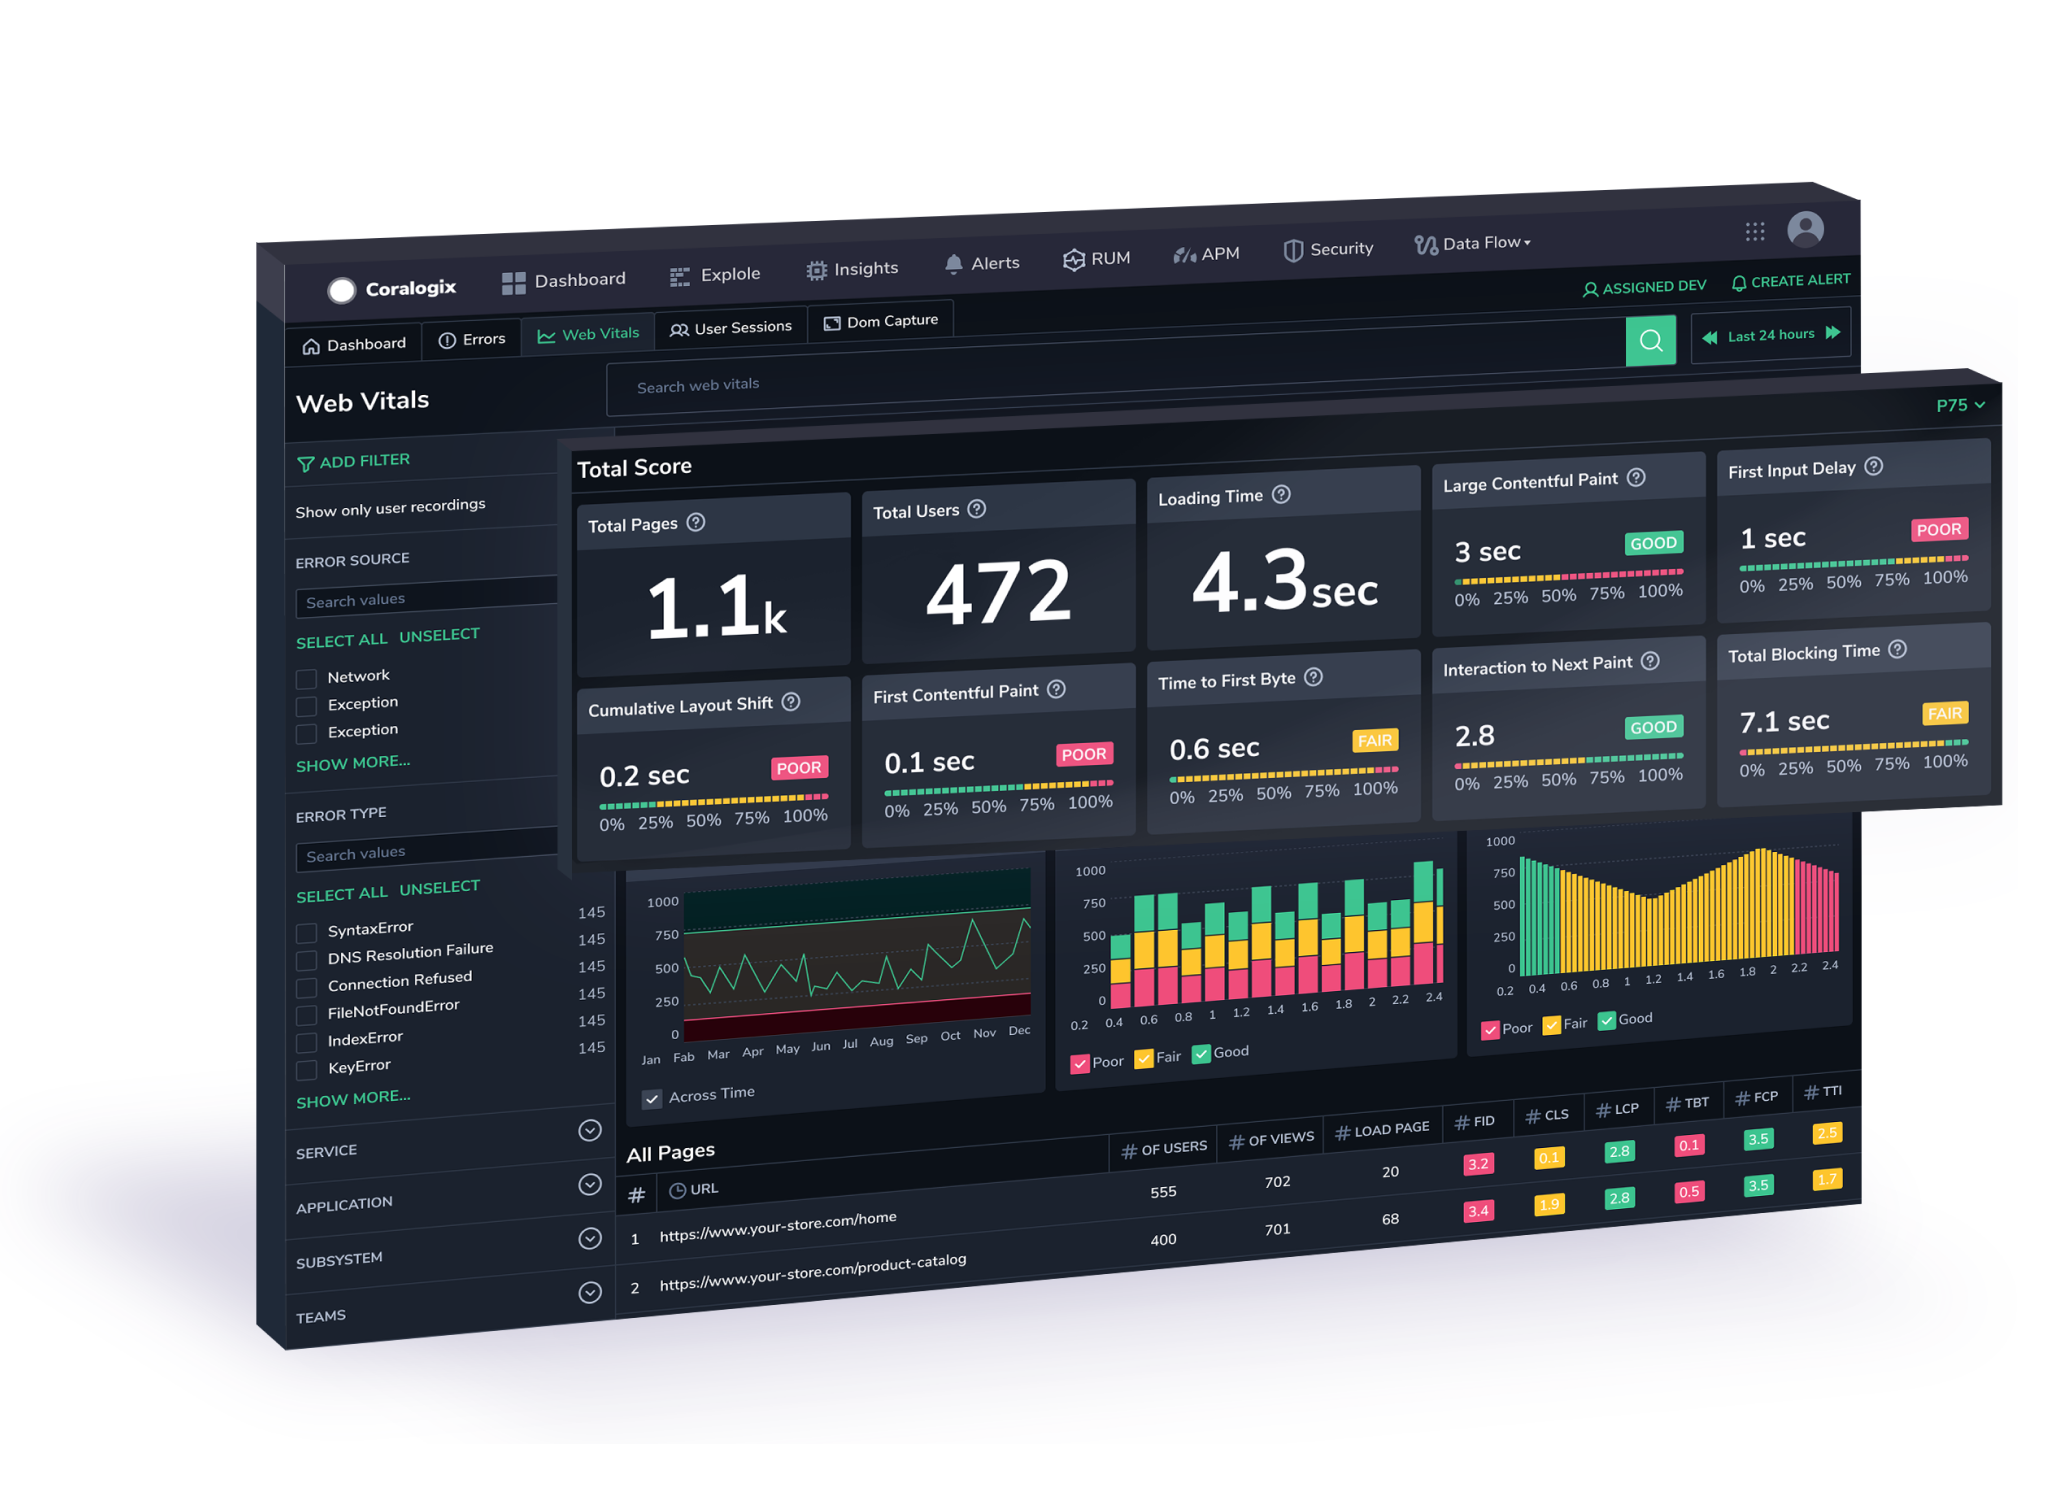 Coralogix
Dashboard
Explole
Insights
Alerts
RUM
APM
Security
Data Flow
ASSIGNED DEV
CREATE ALERT
Dashboard
Errors
Web Vitals
User Sessions
Dom Capture
Web Vitals
Search web vitals
Last 24 hours
ADD FILTER
Show only user recordings
ERROR SOURCE
Search values
SELECT ALL UNSELECT
Network
Exception
Exception
SHOW MORE...
ERROR TYPE
Search values
SELECT ALL UNSELECT
SyntaxError 145
DNS Resolution Failure 145
Connection Refused 145
FileNotFoundError 145
IndexError 145
KeyError 145
SHOW MORE...
SERVICE
APPLICATION
SUBSYSTEM
TEAMS
Total Score
P75
Total Pages ?
1.1k
Total Users ?
472
Loading Time ?
4.3sec
Large Contentful Paint ?
3 sec GOOD
0% 25% 50% 75% 100%
First Input Delay ?
1 sec POOR
0% 25% 50% 75% 100%
Cumulative Layout Shift ?
0.2 sec POOR
0% 25% 50% 75% 100%
First Contentful Paint ?
0.1 sec POOR
0% 25% 50% 75% 100%
Time to First Byte ?
0.6 sec FAIR
0% 25% 50% 75% 100%
Interaction to Next Paint ?
2.8 GOOD
0% 25% 50% 75% 100%
Total Blocking Time ?
7.1 sec FAIR
0% 25% 50% 75% 100%
1000
750
500
250
0
Jan Fab Mar Apr May Jun Jul Aug Sep Oct Nov Dec
Across Time
1000
750
500
250
0
0.2 0.4 0.6 0.8 1 1.2 1.4 1.6 1.8 2 2.2 2.4
Poor Fair Good
1000
750
500
250
0
0.2 0.4 0.6 0.8 1 1.2 1.4 1.6 1.8 2 2.2 2.4
Poor Fair Good
All Pages
# URL # OF USERS # OF VIEWS # LOAD PAGE # FID # CLS # LCP # TBT # FCP # TTI
1 https://www.your-store.com/home 555 702 20 3.2 0.1 2.8 0.1 3.5 2.5
2 https://www.your-store.com/product-catalog 400 701 68 3.4 1.9 2.8 0.5 3.5 1.7